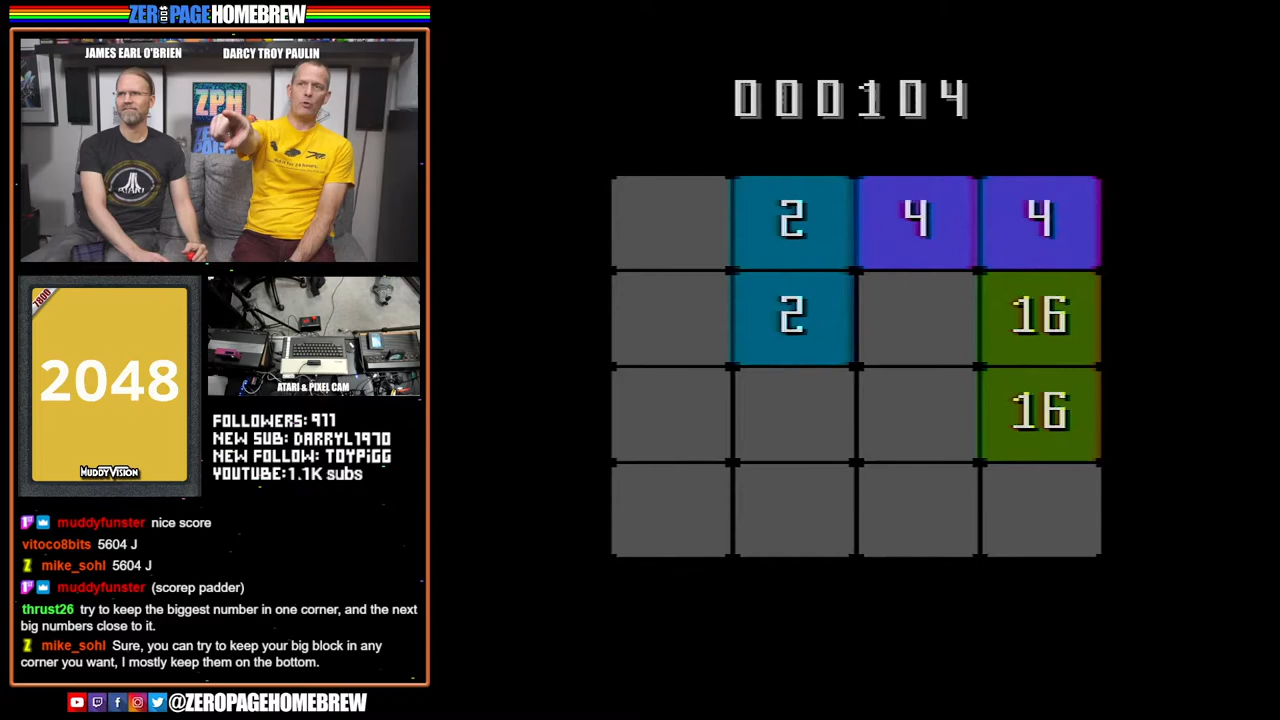 ZERO PAGE HOMEBREW
JAMES EARL O'BRIEN
DARCY TROY PAULIN
ZPH
7800
2048
MUDDYVISION
ATARI & PIXEL CAM
FOLLOWERS: 911
NEW SUB: DARRYL1970
NEW FOLLOW: TOYPIGG
YOUTUBE:1.1K subs
muddyfunster nice score
vitoco8bits 5604 J
mike_sohl 5604 J
muddyfunster (scorep padder)
thrust26 try to keep the biggest number in one corner, and the next
big numbers close to it.
mike_sohl Sure, you can try to keep your big block in any
corner you want, I mostly keep them on the bottom.
@ZEROPAGEHOMEBREW
000104
2 4 4
2 16
16